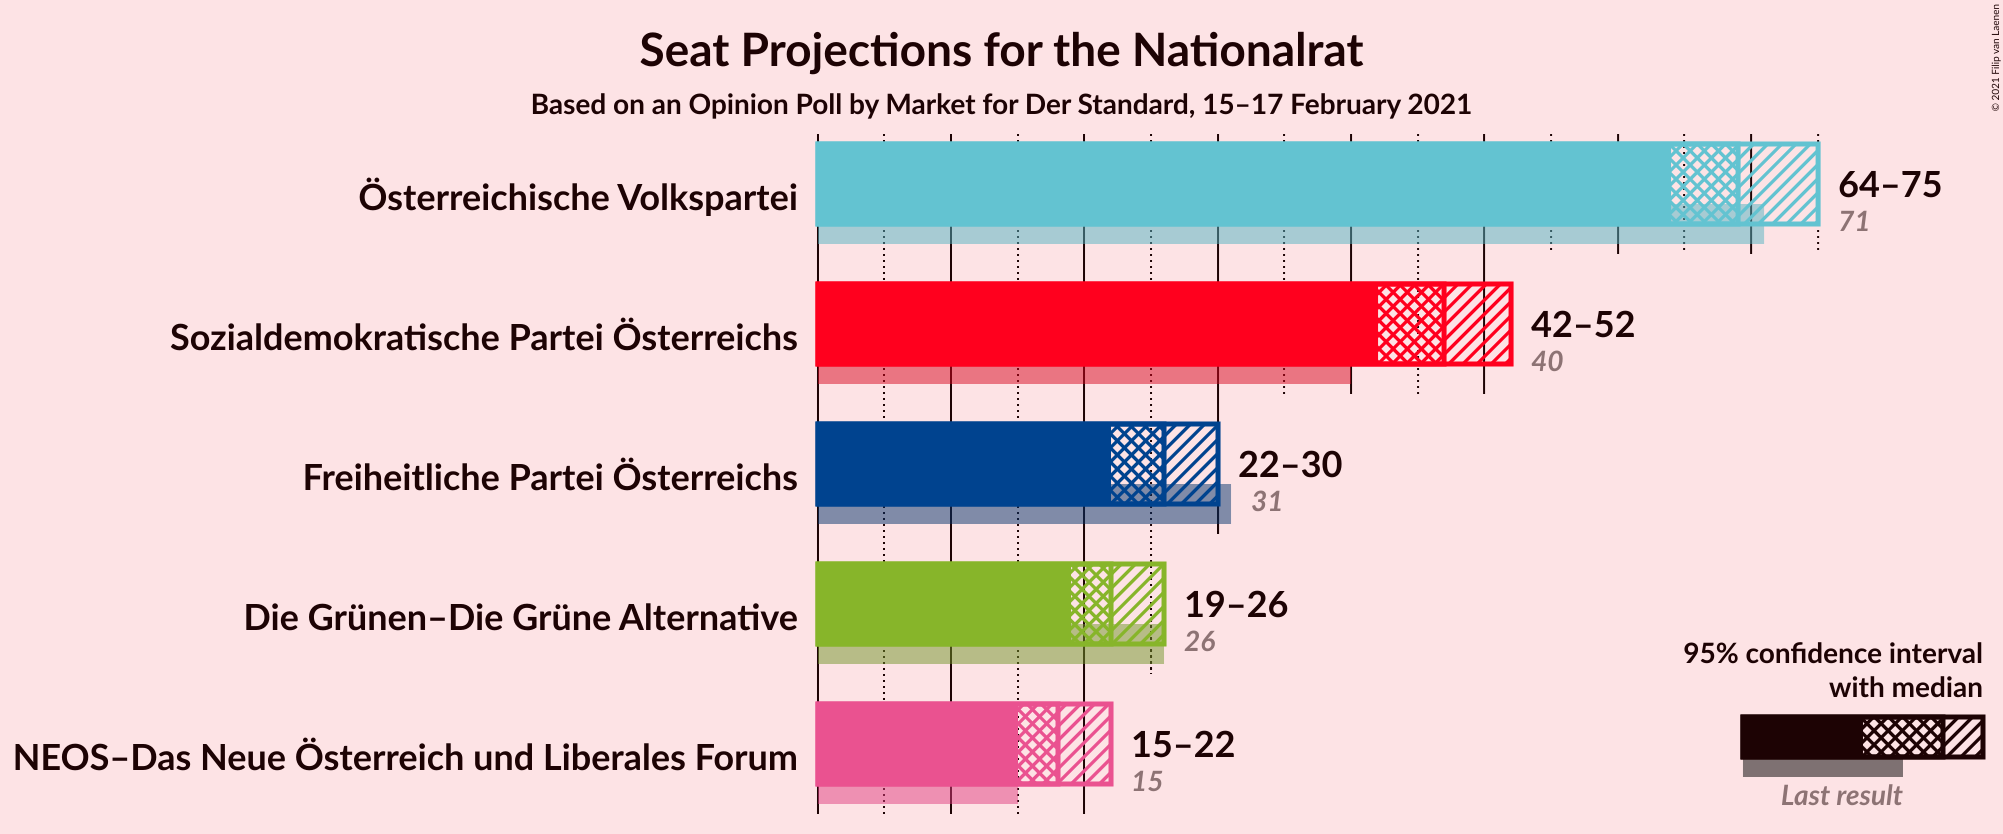 Seat Projections for the Nationalrat
Based on an Opinion Poll by Market for Der Standard, 15–17 February 2021
© 2021 Filip van Laenen
Österreichische Volkspartei
64–75
71
Sozialdemokratische Partei Österreichs
42–52
40
Freiheitliche Partei Österreichs
22–30
31
Die Grünen–Die Grüne Alternative
19–26
26
NEOS–Das Neue Österreich und Liberales Forum
15–22
15
95% confidence interval
with median
Last result